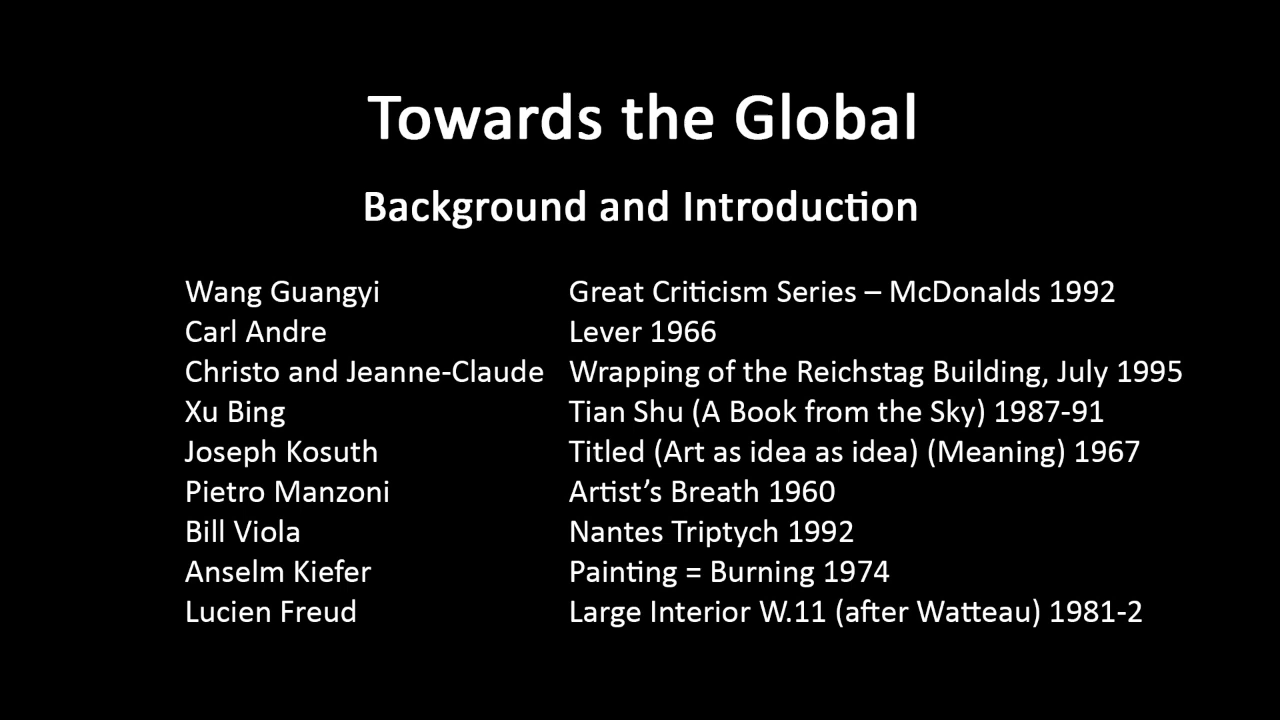 Towards the Global
Background and Introduction
Wang Guangyi Great Criticism Series – McDonalds 1992
Carl Andre Lever 1966
Christo and Jeanne-Claude Wrapping of the Reichstag Building, July 1995
Xu Bing Tian Shu (A Book from the Sky) 1987-91
Joseph Kosuth Titled (Art as idea as idea) (Meaning) 1967
Pietro Manzoni Artist’s Breath 1960
Bill Viola Nantes Triptych 1992
Anselm Kiefer Painting = Burning 1974
Lucien Freud Large Interior W.11 (after Watteau) 1981-2